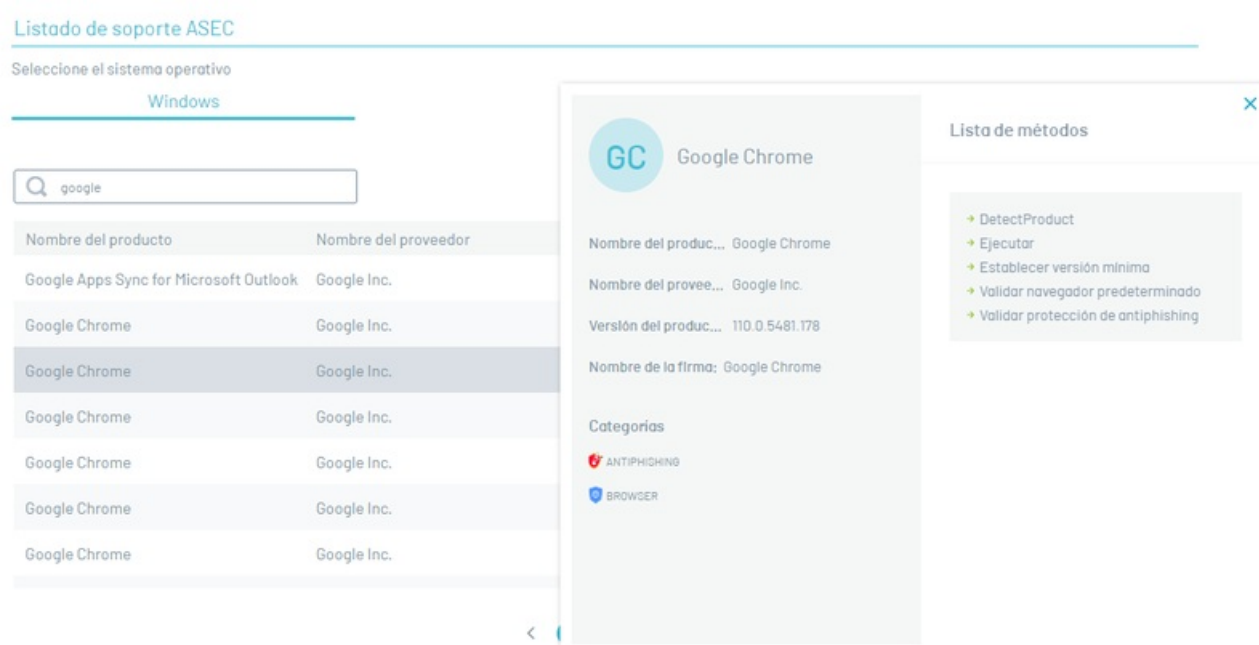 Listado de soporte ASEC
Seleccione el sistema operativo
Windows
google
Nombre del producto Nombre del proveedor
Google Apps Sync for Microsoft Outlook Google Inc.
Google Chrome Google Inc.
Google Chrome Google Inc.
Google Chrome Google Inc.
Google Chrome Google Inc.
Google Chrome Google Inc.
Google Chrome Google Inc.
GC Google Chrome
Nombre del produc... Google Chrome
Nombre del provee... Google Inc.
Versión del produc... 110.0.5481.178
Nombre de la firma: Google Chrome
Categorías
ANTIPHISHING
BROWSER
Lista de métodos
DetectProduct
Ejecutar
Establecer versión mínima
Validar navegador predeterminado
Validar protección de antiphishing